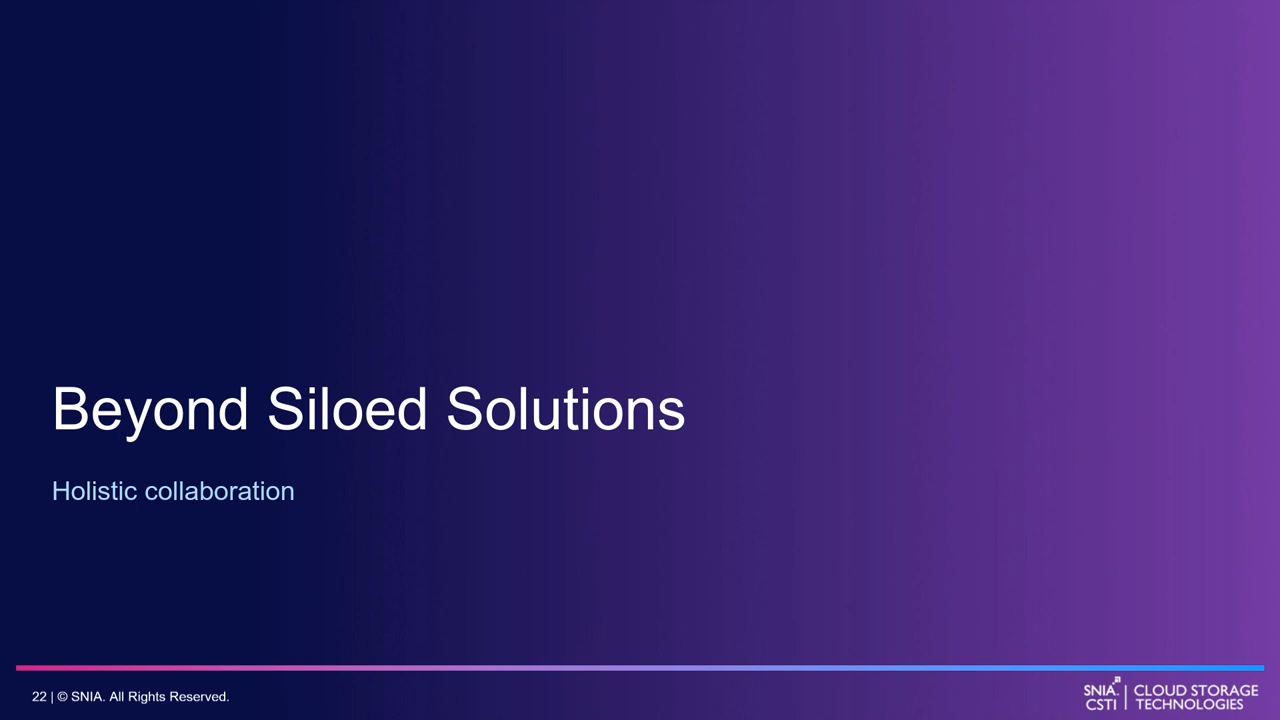 Beyond Siloed Solutions
Holistic collaboration
22 | © SNIA. All Rights Reserved.
SNIA. | CLOUD STORAGE
CSTI | TECHNOLOGIES